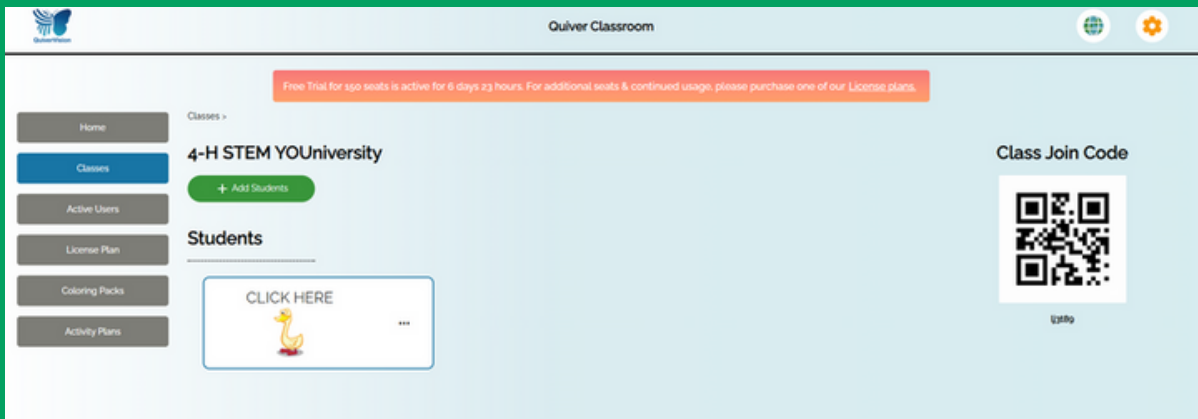 QuiverVision
Quiver Classroom
Free Trial for 150 seats is active for 6 days 23 hours. For additional seats & continued usage, please purchase one of our License plans.
Home
Classes
Active Users
License Plan
Coloring Packs
Activity Plans
Classes >
4-H STEM YOUniversity
+ Add Students
Students
CLICK HERE
...
Class Join Code